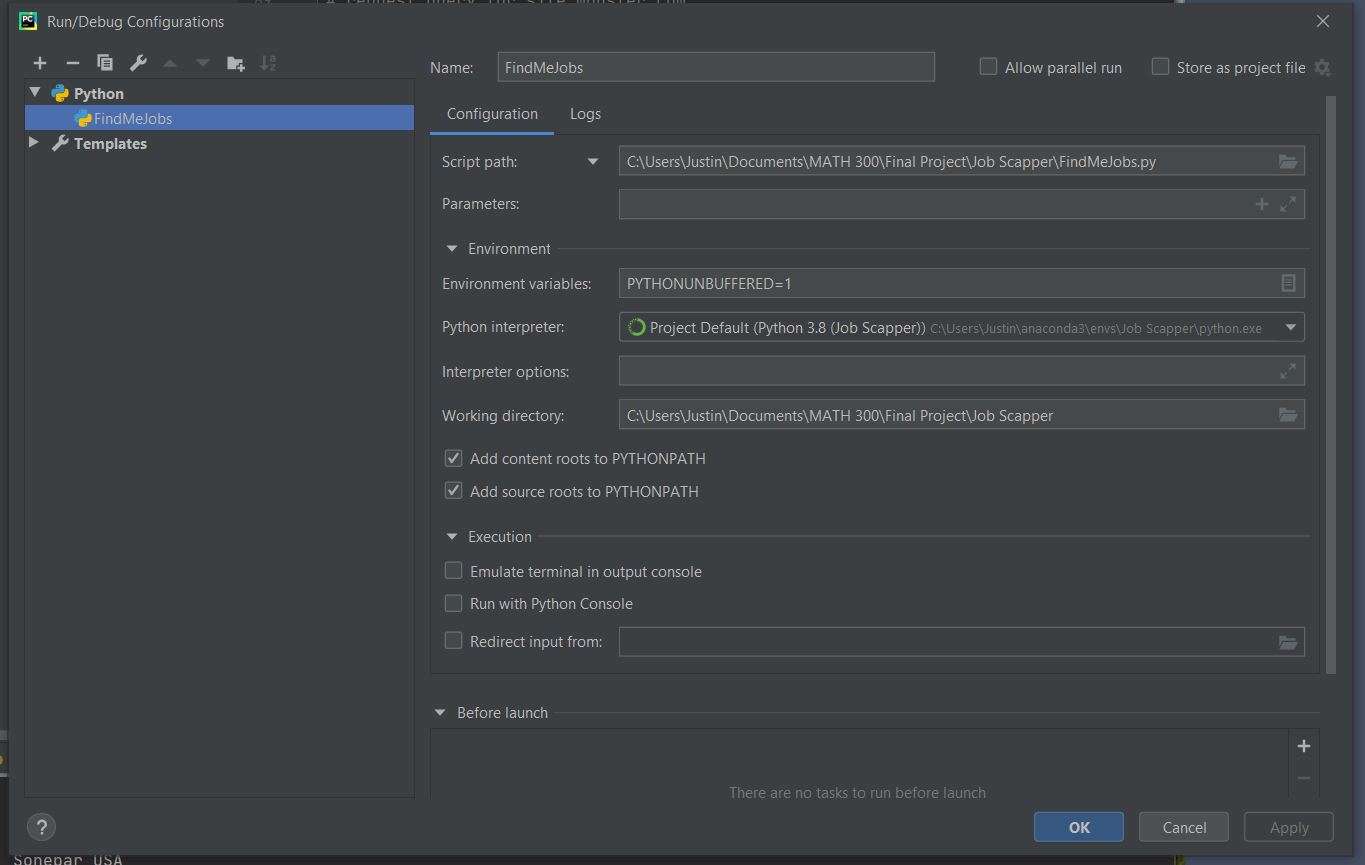 Run/Debug Configurations
Name: FindMeJobs Allow parallel run Store as project file
Python
FindMeJobs
Templates
Configuration Logs
Script path: C:\Users\Justin\Documents\MATH 300\Final Project\Job Scapper\FindMeJobs.py
Parameters:
Environment
Environment variables: PYTHONUNBUFFERED=1
Python interpreter: Project Default (Python 3.8 (Job Scapper)) C:\Users\Justin\anaconda3\envs\Job Scapper\python.exe
Interpreter options:
Working directory: C:\Users\Justin\Documents\MATH 300\Final Project\Job Scapper
Add content roots to PYTHONPATH
Add source roots to PYTHONPATH
Execution
Emulate terminal in output console
Run with Python Console
Redirect input from:
Before launch
There are no tasks to run before launch
? OK Cancel Apply
Sonepar USA